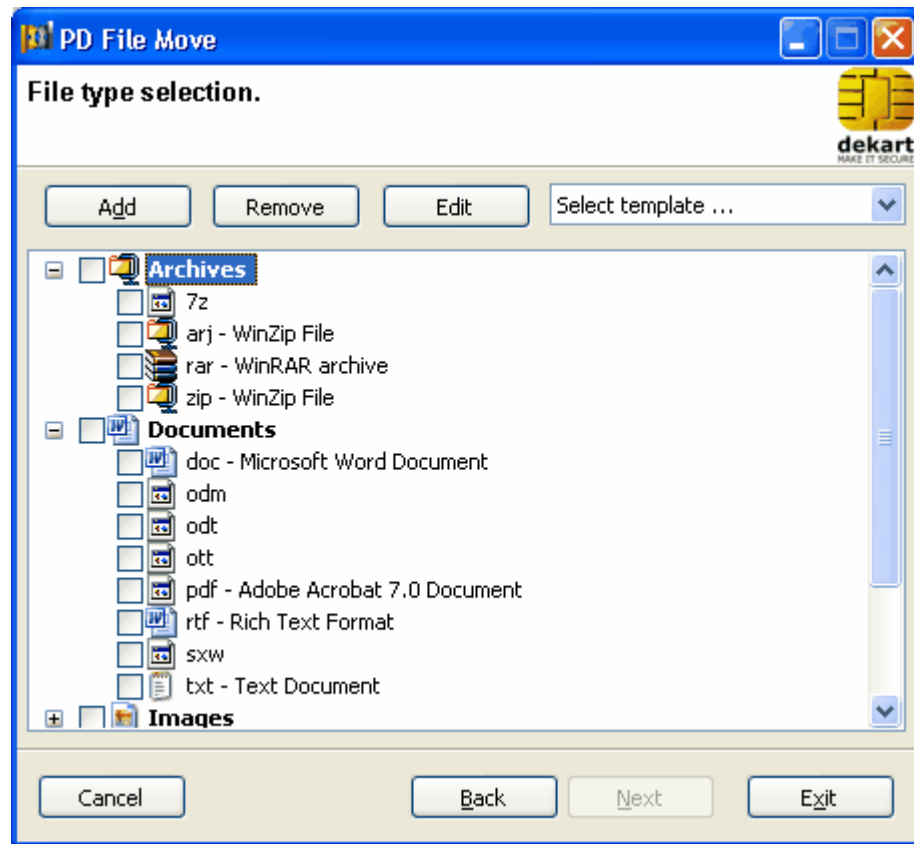 PD File Move
File type selection.
dekart
MAKE IT SECURE
Add Remove Edit Select template ...
Archives
7z
arj - WinZip File
rar - WinRAR archive
zip - WinZip File
Documents
doc - Microsoft Word Document
odm
odt
ott
pdf - Adobe Acrobat 7.0 Document
rtf - Rich Text Format
sxw
txt - Text Document
Images
Cancel Back Next Exit